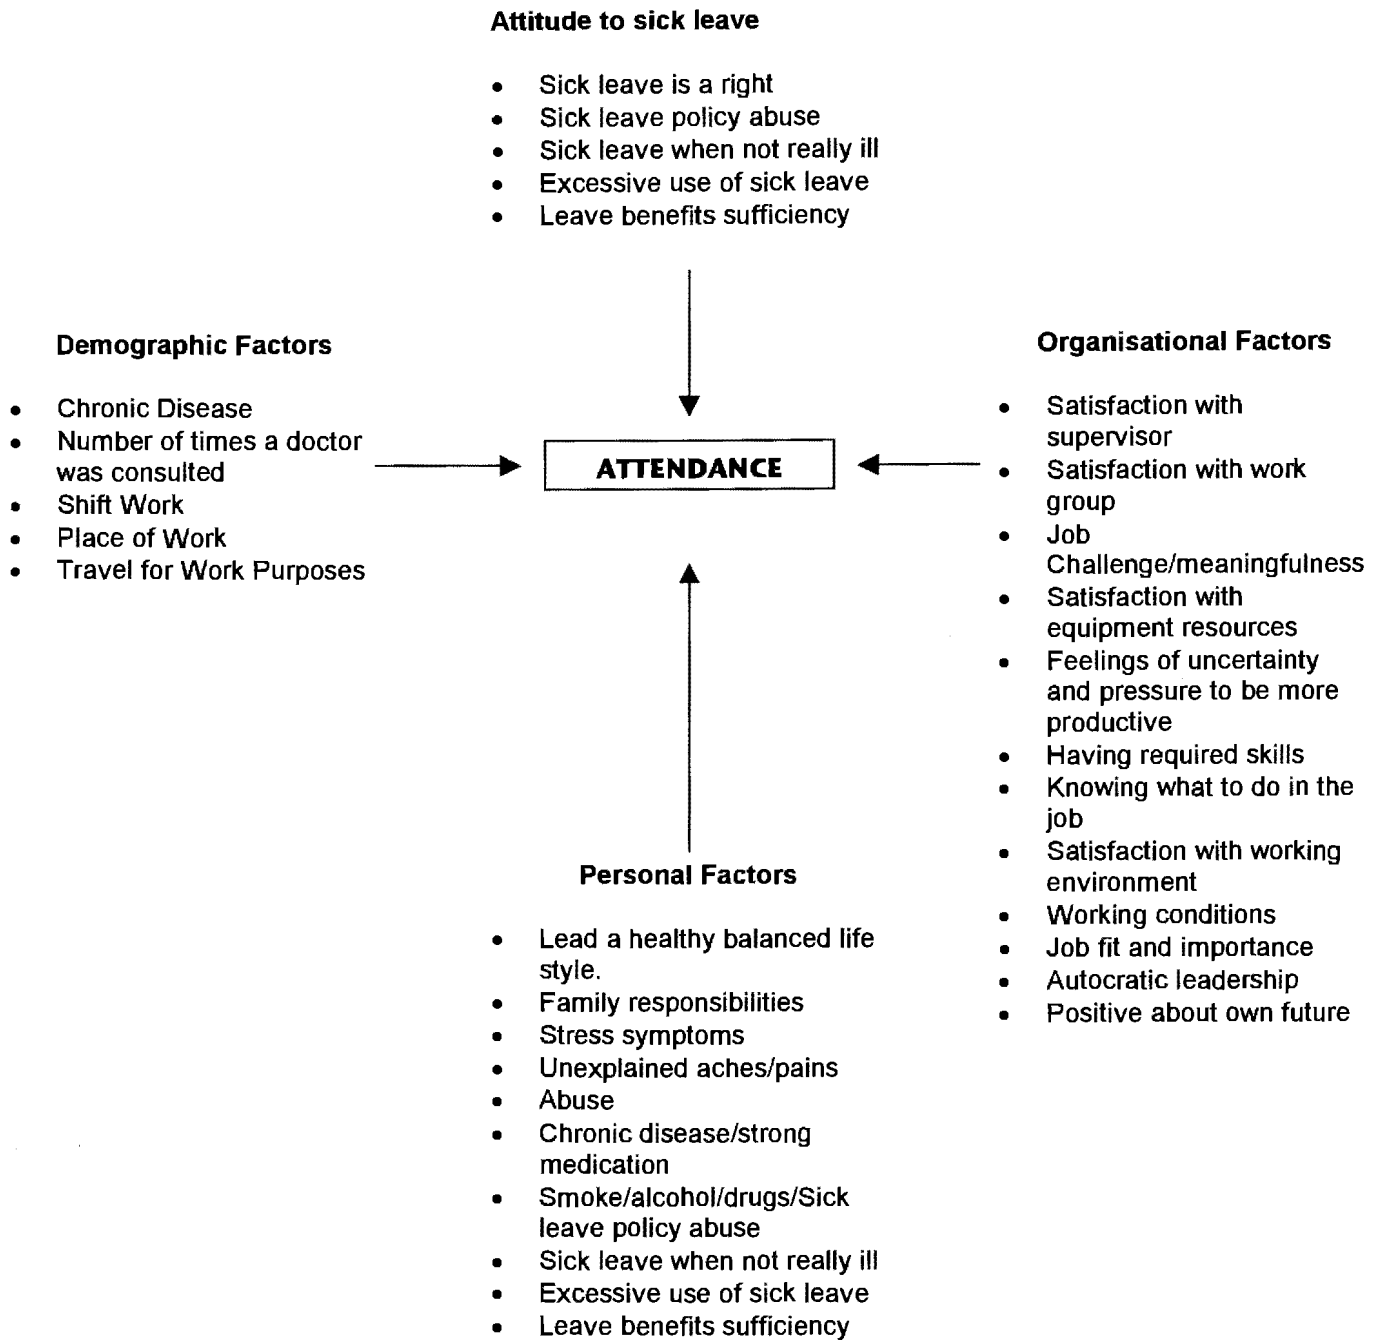 Attitude to sick leave
• Sick leave is a right
• Sick leave policy abuse
• Sick leave when not really ill
• Excessive use of sick leave
• Leave benefits sufficiency
Demographic Factors
• Chronic Disease
• Number of times a doctor
was consulted
• Shift Work
• Place of Work
• Travel for Work Purposes
ATTENDANCE
Organisational Factors
• Satisfaction with
supervisor
• Satisfaction with work
group
• Job
Challenge/meaningfulness
• Satisfaction with
equipment resources
• Feelings of uncertainty
and pressure to be more
productive
• Having required skills
• Knowing what to do in the
job
• Satisfaction with working
environment
• Working conditions
• Job fit and importance
• Autocratic leadership
• Positive about own future
Personal Factors
• Lead a healthy balanced life
style.
• Family responsibilities
• Stress symptoms
• Unexplained aches/pains
• Abuse
• Chronic disease/strong
medication
• Smoke/alcohol/drugs/Sick
leave policy abuse
• Sick leave when not really ill
• Excessive use of sick leave
• Leave benefits sufficiency